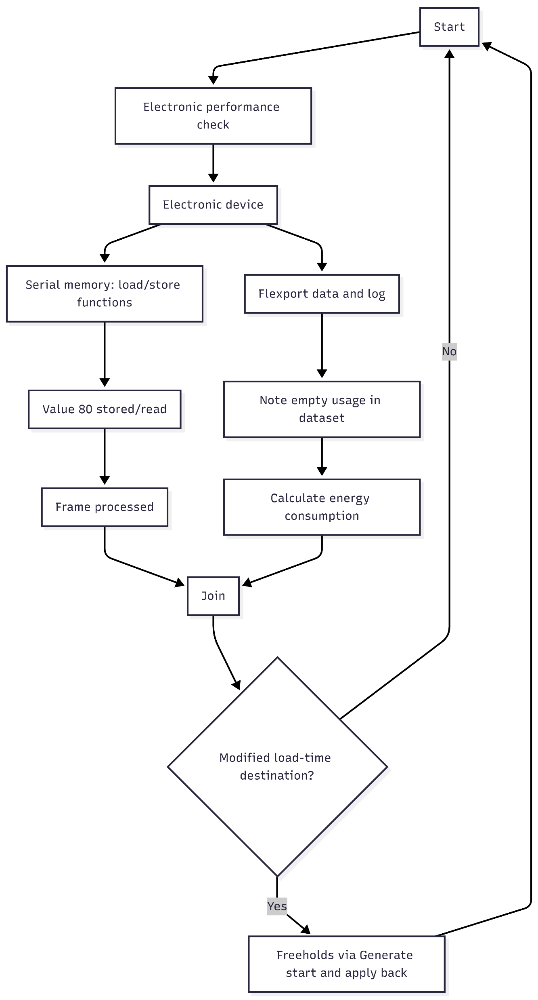 Start
Electronic performance
check
Electronic device
Serial memory: load/store
functions
Flexport data and log
No
Value 80 stored/read
Note empty usage in
dataset
Frame processed
Calculate energy
consumption
Join
Modified load-time
destination?
Yes
Freeholds via Generate
start and apply back